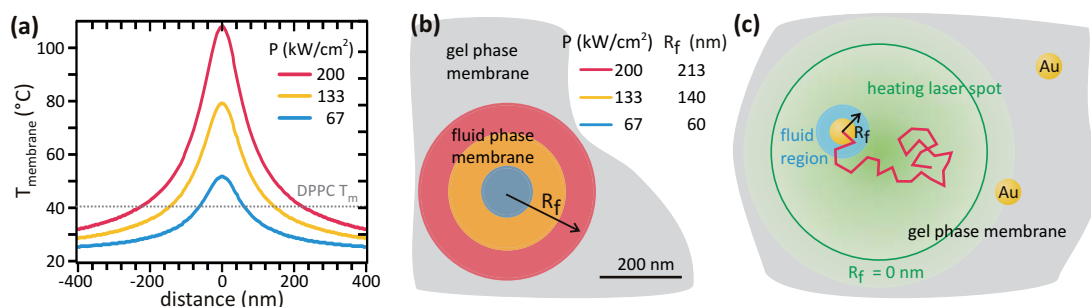 (a)
T_membrane (°C)
100
80
60
40
20
-400
-200
0
200
400
distance (nm)
P (kW/cm²)
200
133
67
DPPC T_m
(b)
gel phase
membrane
P (kW/cm²) R_f (nm)
200 213
133 140
67 60
fluid phase
membrane
R_f
200 nm
(c)
Au
heating laser spot
R_f
fluid
region
Au
gel phase membrane
R_f = 0 nm